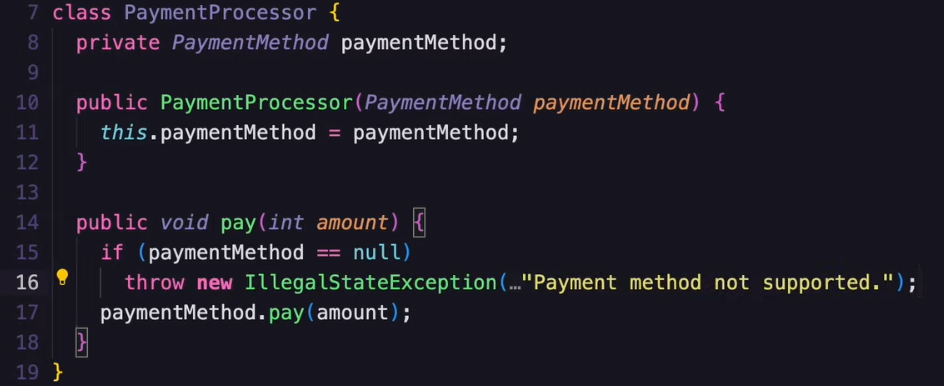 7 class PaymentProcessor {
8 private PaymentMethod paymentMethod;
9
10 public PaymentProcessor(PaymentMethod paymentMethod) {
11 this.paymentMethod = paymentMethod;
12 }
13
14 public void pay(int amount) {
15 if (paymentMethod == null)
16 throw new IllegalStateException(…"Payment method not supported.");
17 paymentMethod.pay(amount);
18 }
19 }